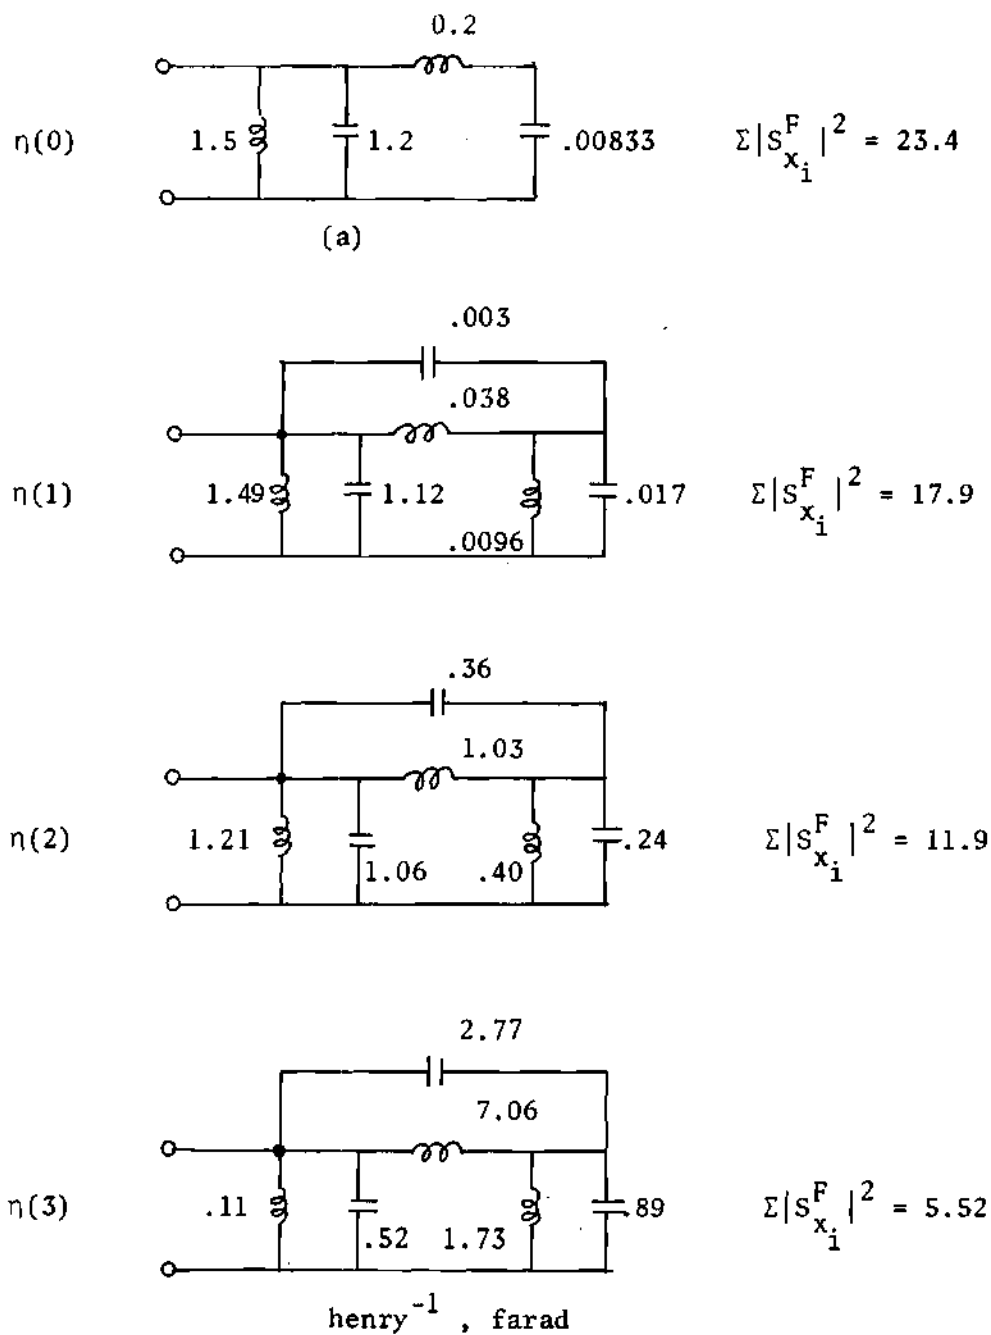 0.2
η(0) 1.5 1.2 .00833 Σ|S^F_{x_i}|^2 = 23.4
(a)
.003
.038
η(1) 1.49 1.12 .017 Σ|S^F_{x_i}|^2 = 17.9
.0096
.36
1.03
η(2) 1.21 .24 Σ|S^F_{x_i}|^2 = 11.9
1.06 .40
2.77
7.06
η(3) .11 .89 Σ|S^F_{x_i}|^2 = 5.52
.52 1.73
henry^{-1} , farad